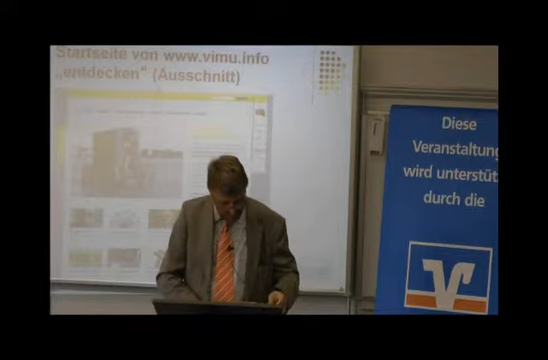 Startseite von www.vimu.info
„entdecken“ (Ausschnitt)
Diese
Veranstaltung
wird unterstüt
durch die